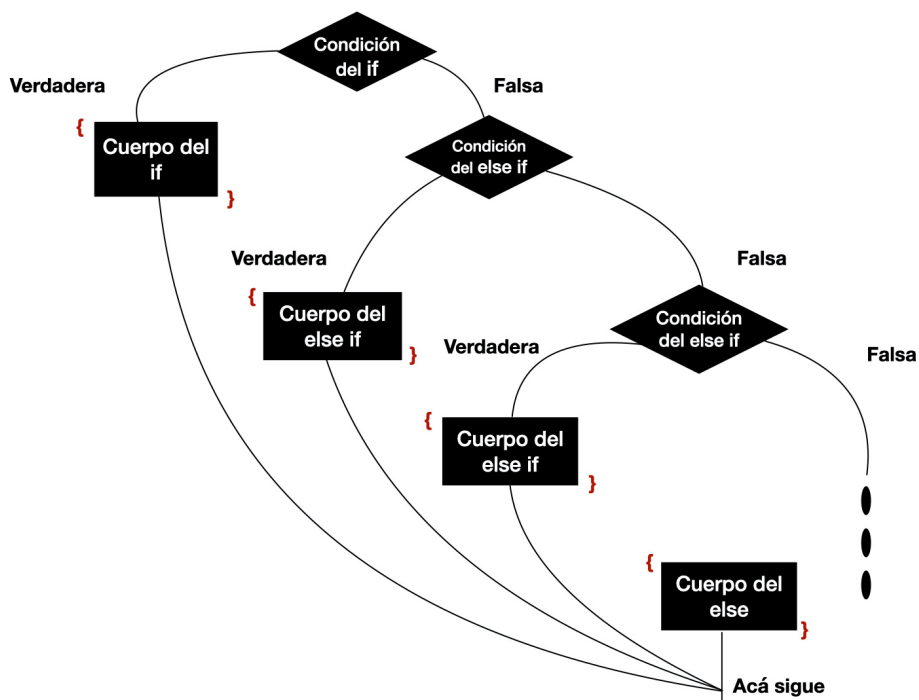 Condición
del if
Verdadera
Falsa
{
Cuerpo del
if
}
Condición
del else if
Verdadera
Falsa
{
Cuerpo del
else if
}
Condición
del else if
Verdadera
Falsa
{
Cuerpo del
else if
}
{
Cuerpo del
else
}
Acá sigue